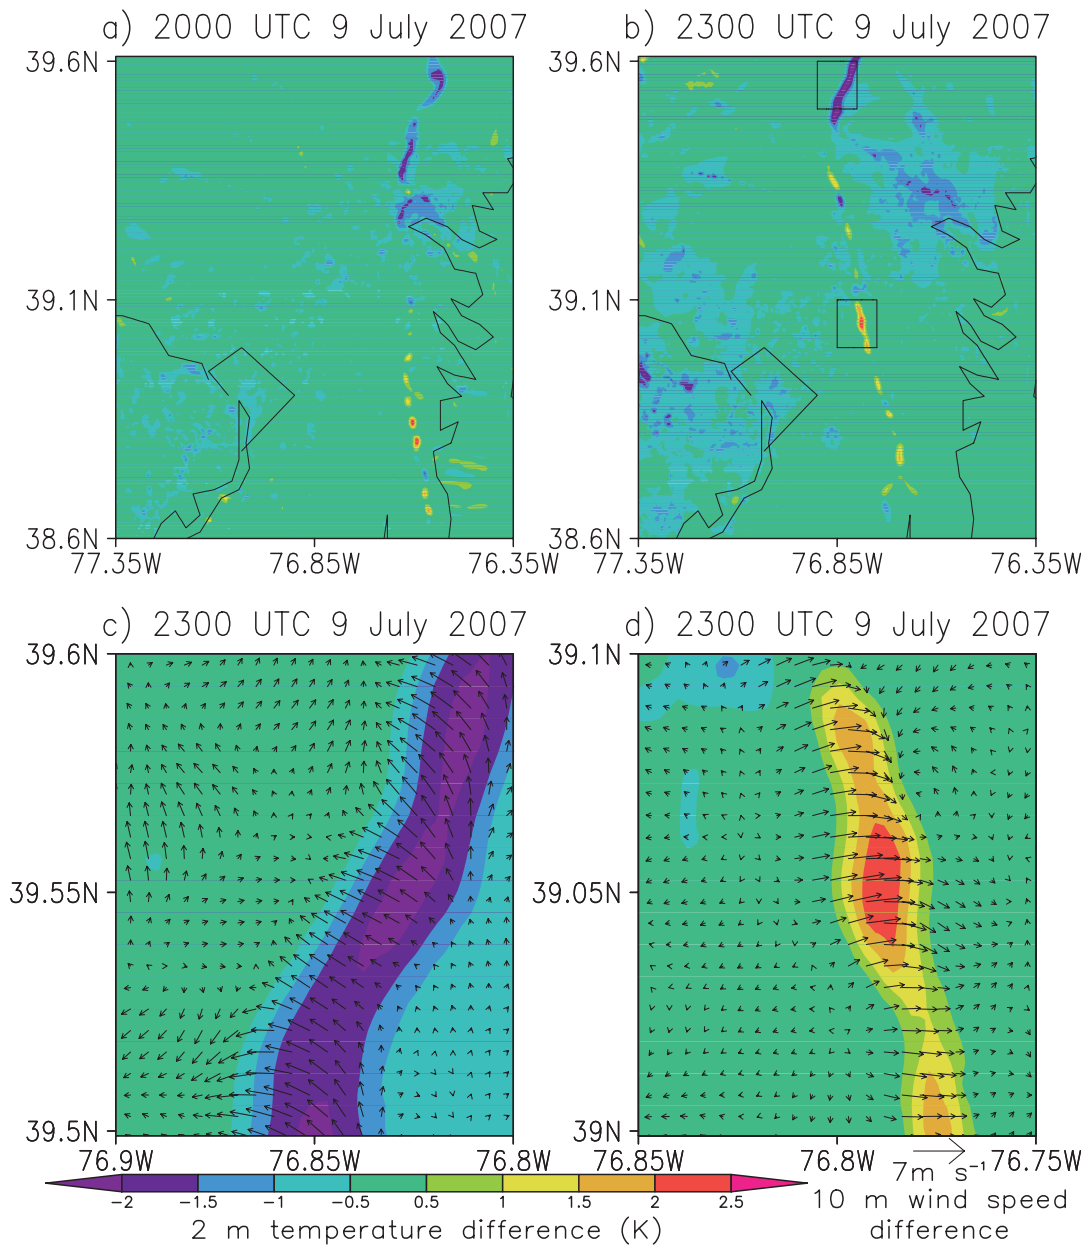 a) 2000 UTC 9 July 2007
b) 2300 UTC 9 July 2007
39.6N
39.1N
38.6N
77.35W 76.85W 76.35W
39.6N
39.1N
38.6N
77.35W 76.85W 76.35W
c) 2300 UTC 9 July 2007
d) 2300 UTC 9 July 2007
39.6N
39.55N
39.5N
76.9W 76.85W 76.8W
39.1N
39.05N
39N
76.85W 76.8W 76.75W
7m s⁻¹
-2 -1.5 -1 -0.5 0.5 1 1.5 2 2.5
2 m temperature difference (K)
10 m wind speed
difference